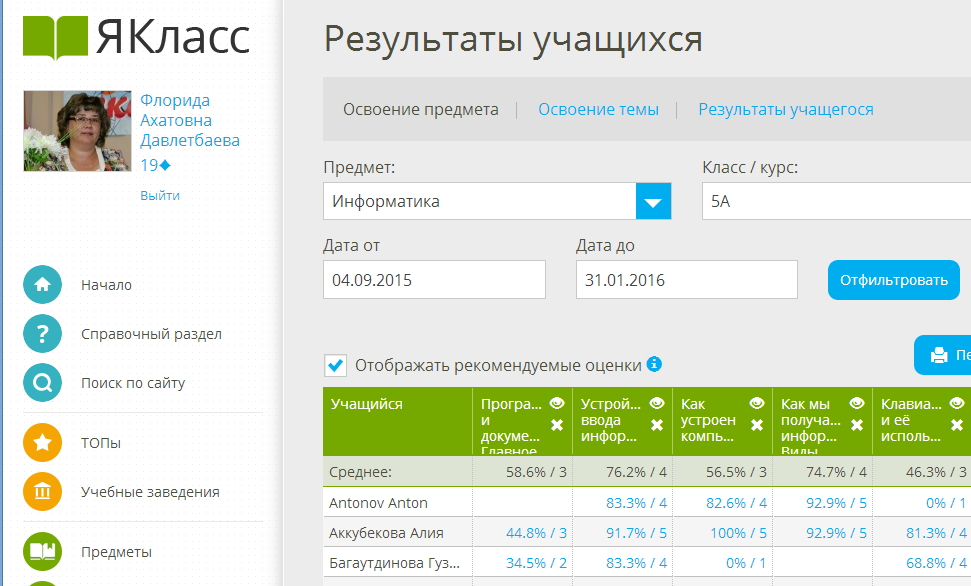 ЯКласс
Флорида
Ахатовна
Давлетбаева
19
Выйти
Начало
Справочный раздел
Поиск по сайту
ТОПы
Учебные заведения
Предметы
Результаты учащихся
Освоение предмета | Освоение темы | Результаты учащегося
Предмет: Класс / курс:
Информатика 5А
Дата от Дата до
04.09.2015 31.01.2016 Отфильтровать
Отображать рекомендуемые оценки
Учащийся Програ... Устрой... Как Как мы Клавиа...
и ввода устроен получа... и её
докуме... инфор... компь... инфор... исполь...
Главное Виды
Среднее: 58.6% / 3 76.2% / 4 56.5% / 3 74.7% / 4 46.3% / 3
Antonov Anton 83.3% / 4 82.6% / 4 92.9% / 5 0% / 1
Аккубекова Алия 44.8% / 3 91.7% / 5 100% / 5 92.9% / 5 81.3% / 4
Багаутдинова Гуз... 34.5% / 2 83.3% / 4 0% / 1 68.8% / 4